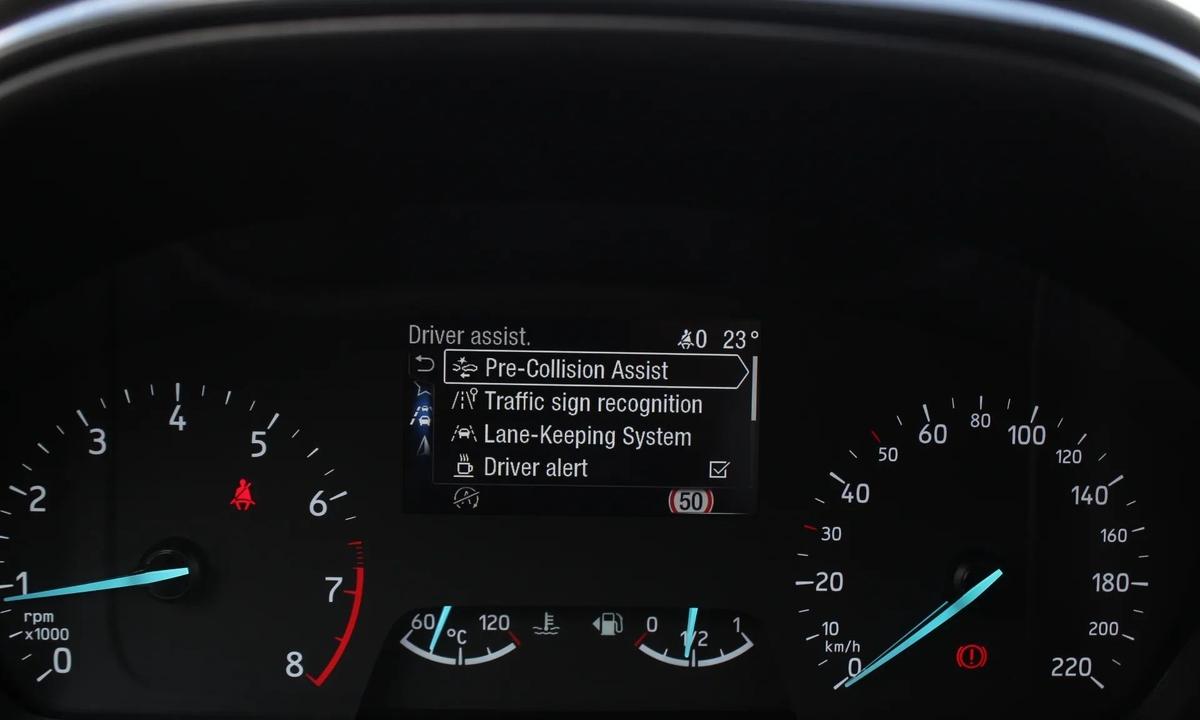 Driver assist. 0 23°
Pre-Collision Assist
Traffic sign recognition
Lane-Keeping System
Driver alert
50
0
1
2
3
4
5
6
7
8
rpm
x1000
60 °C 120
0 1/2 1
0
10
20
30
40
50
60
80
100
120
140
160
180
200
220
km/h